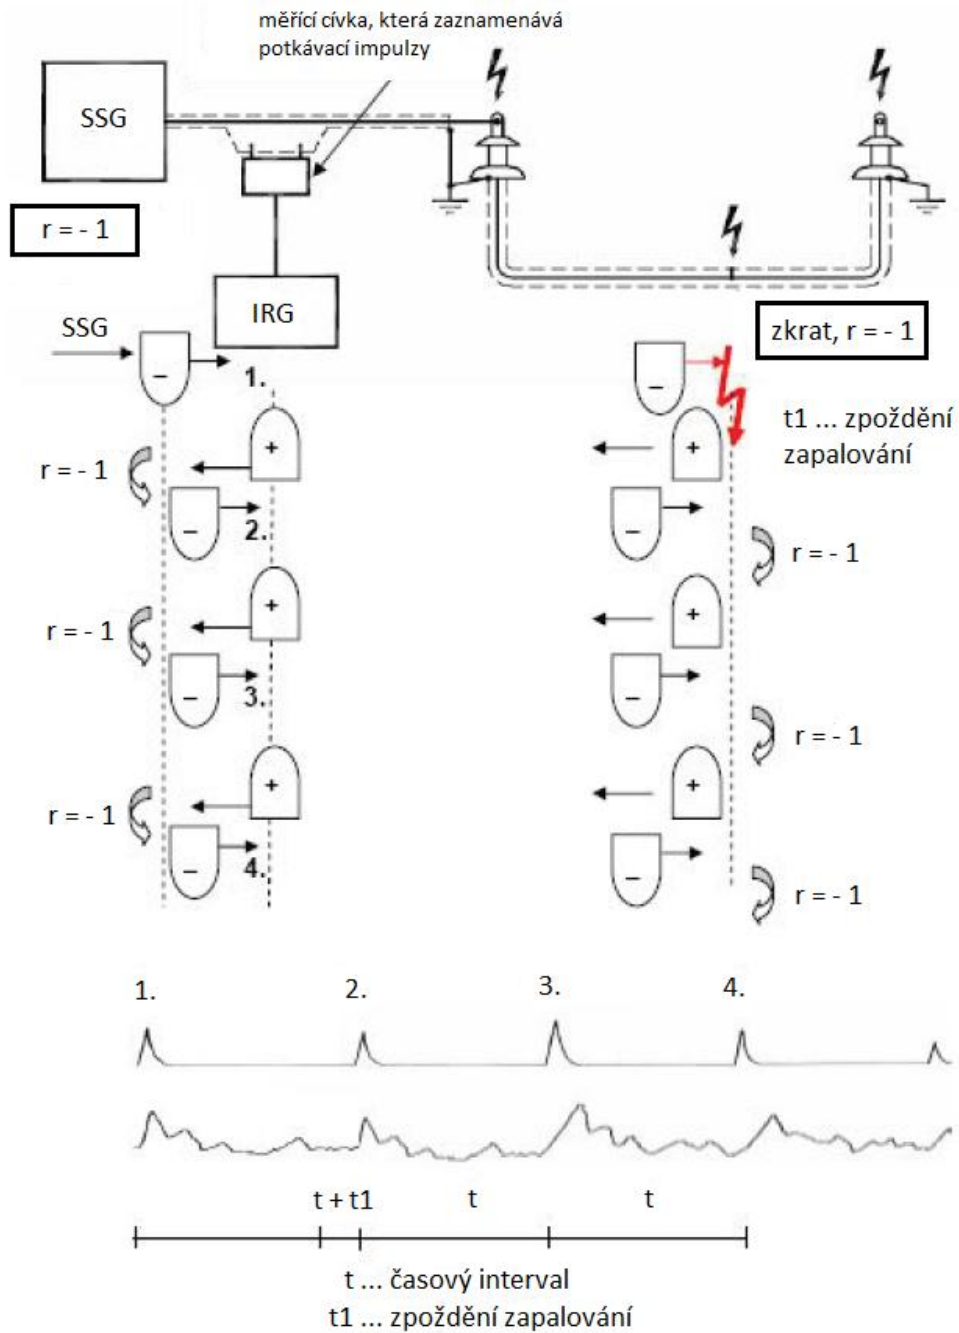 měřící cívka, která zaznamenává
potkávací impulzy
SSG
r = - 1
IRG
zkrat, r = - 1
SSG
–
1.
–
t1 ... zpoždění
zapalování
+
+
r = - 1
–
2.
–
r = - 1
+
+
r = - 1
–
3.
–
r = - 1
+
+
r = - 1
–
4.
–
r = - 1
1.
2.
3.
4.
t + t1
t
t
t ... časový interval
t1 ... zpoždění zapalování